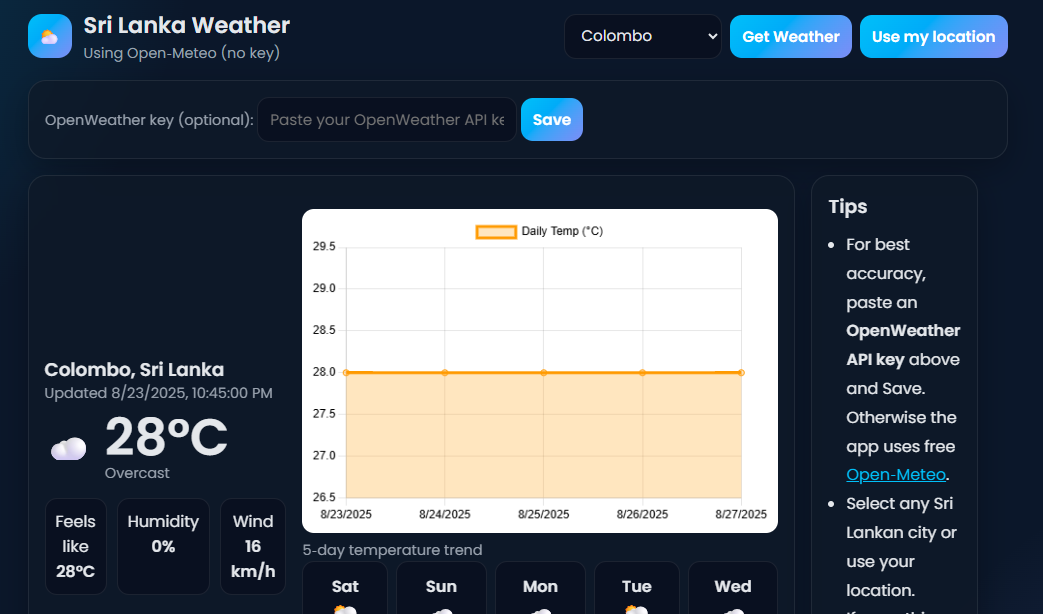 Sri Lanka Weather
Using Open-Meteo (no key)
Colombo
Get Weather
Use my location
OpenWeather key (optional):
Paste your OpenWeather API ke
Save
Colombo, Sri Lanka
Updated 8/23/2025, 10:45:00 PM
28°C
Overcast
Feels
like
28°C
Humidity
0%
Wind
16
km/h
Daily Temp (°C)
29.5
29.0
28.5
28.0
27.5
27.0
26.5
8/23/2025
8/24/2025
8/25/2025
8/26/2025
8/27/2025
5-day temperature trend
Sat
Sun
Mon
Tue
Wed
Tips
• For best
accuracy,
paste an
OpenWeather
API key above
and Save.
Otherwise the
app uses free
Open-Meteo.
• Select any Sri
Lankan city or
use your
location.